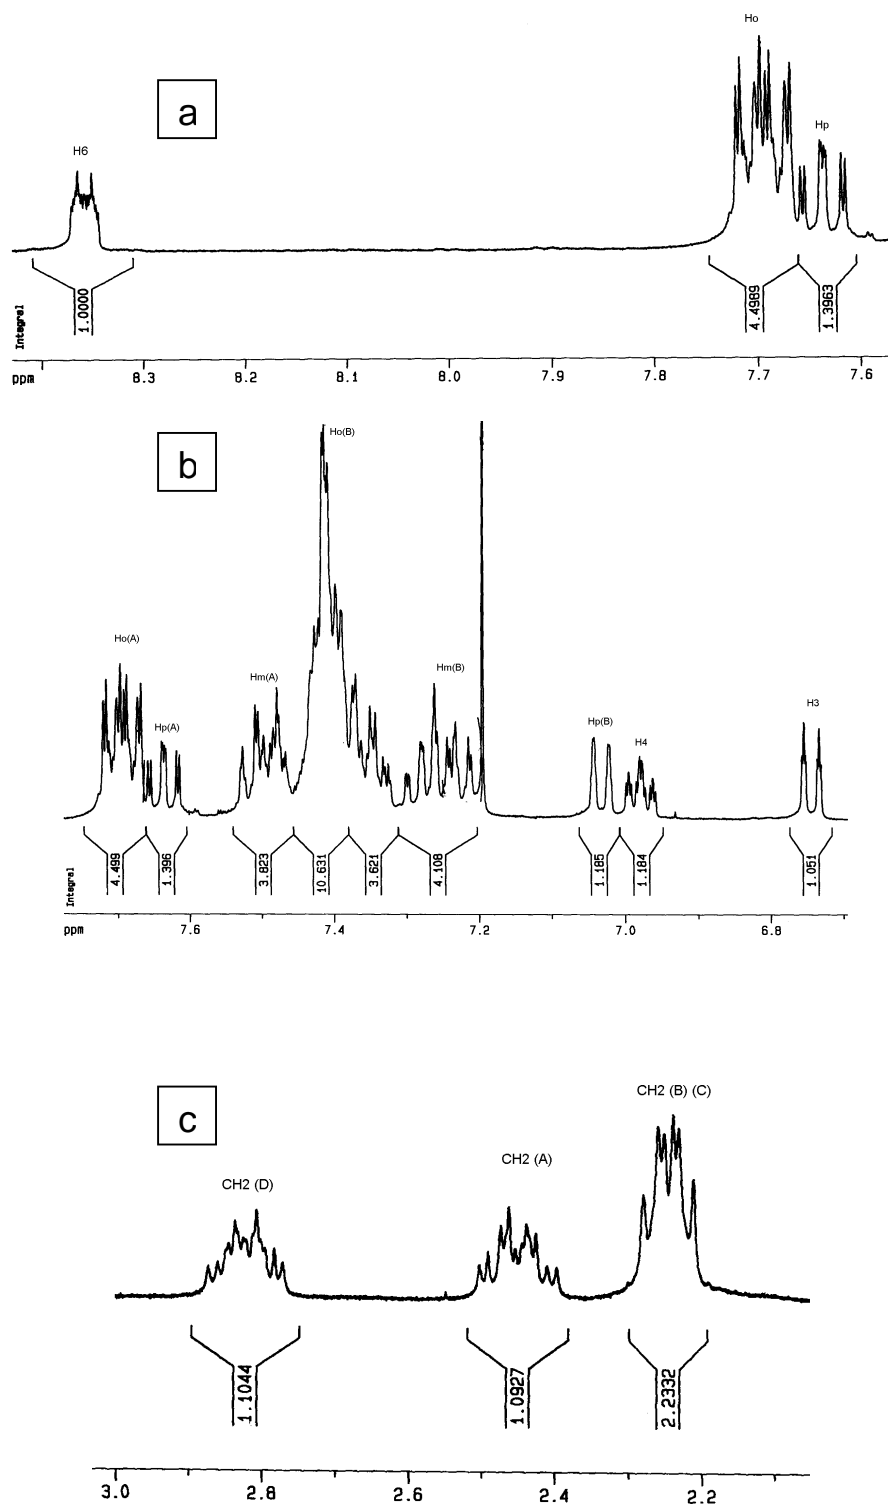 Ho
a
Hp
H6
1.0000
4.4989
1.3963
Integral
ppm 8.3 8.2 8.1 8.0 7.9 7.8 7.7 7.6
Ho(B)
b
Ho(A)
Hm(A)
Hm(B)
Hp(A)
Hp(B)
H4
H3
4.499
1.396
3.823
10.631
3.621
4.108
1.185
1.184
1.051
Integral
ppm 7.6 7.4 7.2 7.0 6.8
c
CH2 (B) (C)
CH2 (A)
CH2 (D)
1.1044
1.0927
2.2332
3.0 2.8 2.6 2.4 2.2